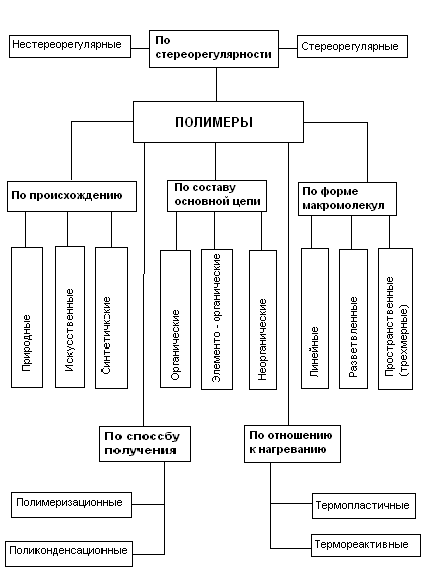 Нестереорегулярные
По
стереорегулярности
Стереорегулярные
ПОЛИМЕРЫ
По происхождению
По составу
основной цепи
По форме
макромолекул
Природные
Искусственные
Синтетичкские
Органические
Элементо - органические
Неорганические
Линейные
Разветвленные
Пространственные
(трехмерные)
По спосбу
получения
По отношению
к нагреванию
Полимеризационные
Поликонденсационные
Термопластичные
Термореактивные